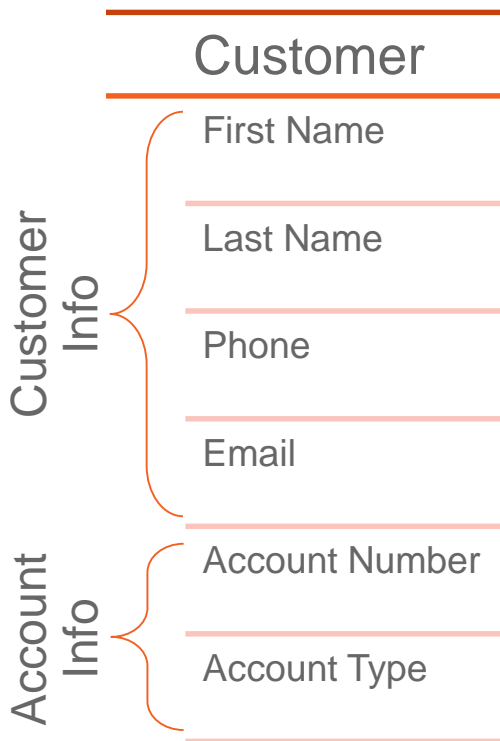 Customer
Customer
Info
First Name
Last Name
Phone
Email
Account
Info
Account Number
Account Type